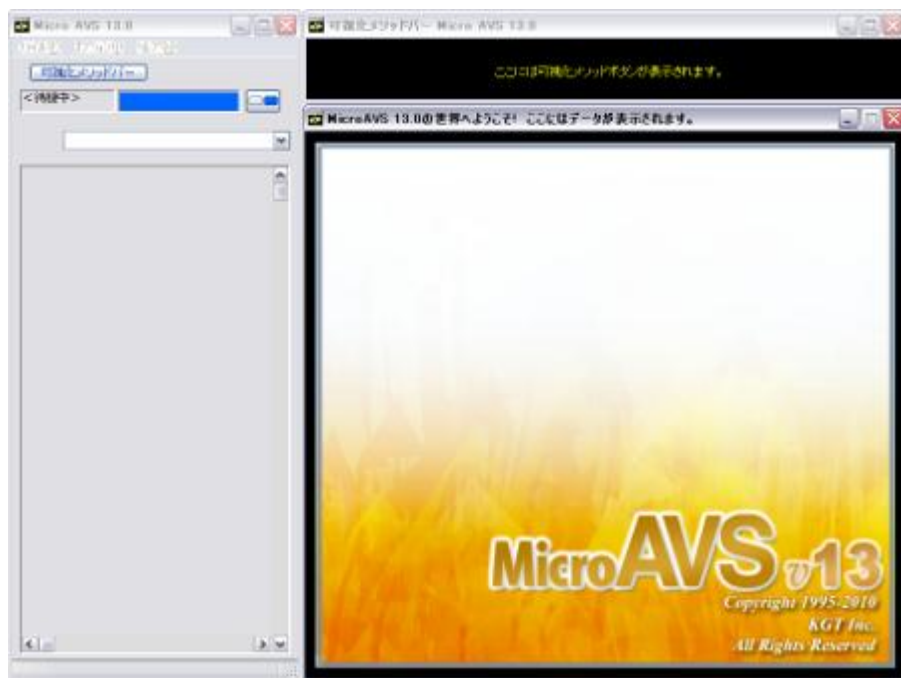 Micro AVS 13.0
可視化メソッドバー
<待機中>
可視化メソッドバー Micro AVS 13.0
ここには可視化メソッドボタンが表示されます。
MicroAVS 13.0の世界へようこそ! ここにはデータが表示されます。
MicroAVS v13
Copyright 1995-2010
KGT Inc.
All Rights Reserved